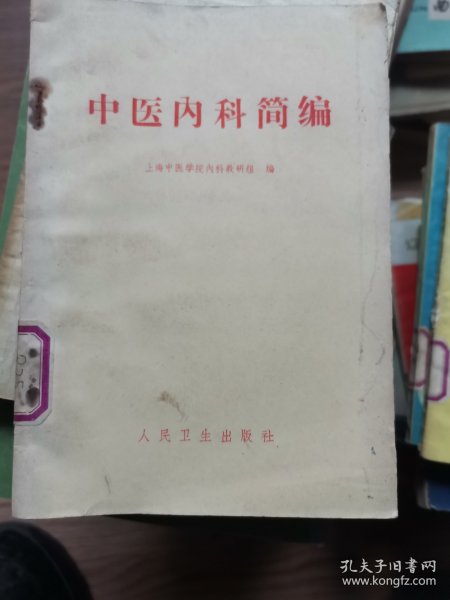 中医内科简编
上海中医学院内科教研组 编
人民卫生出版社
孔夫子旧书网
www.kongfz.com